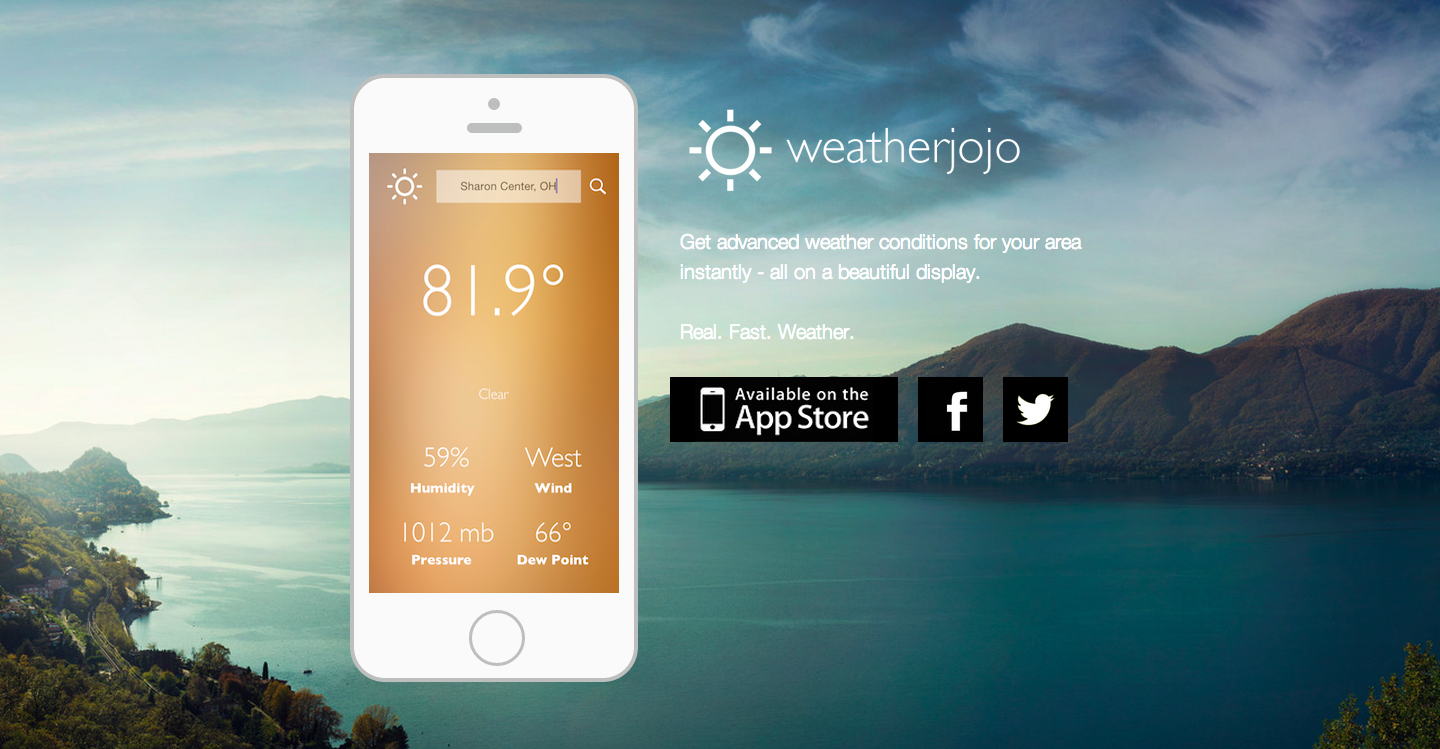 Sharon Center, OH
81.9°
Clear
59%
Humidity
West
Wind
1012 mb
Pressure
66°
Dew Point
weatherjojo
Get advanced weather conditions for your area
instantly - all on a beautiful display.
Real. Fast. Weather.
Available on the
App Store